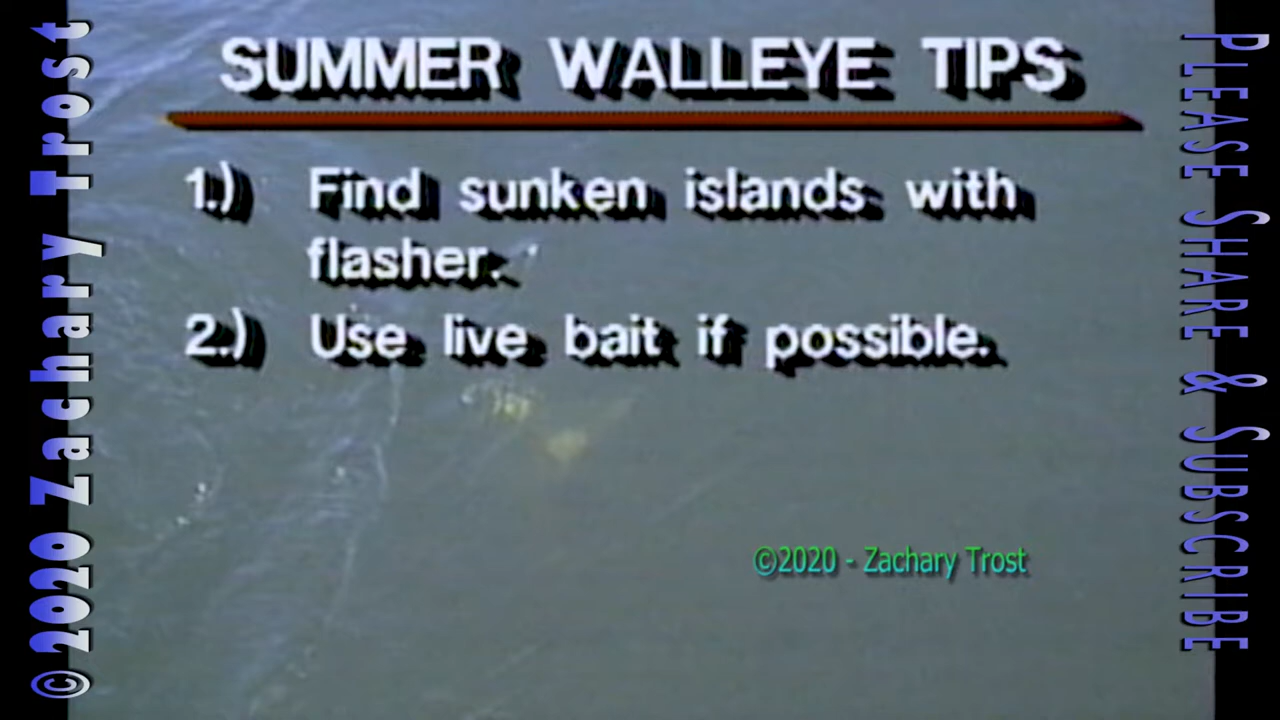 SUMMER WALLEYE TIPS
1.) Find sunken islands with
flasher.
2.) Use live bait if possible.
©2020 - Zachary Trost
© 2020 Zachary Trost
PLEASE SHARE & SUBSCRIBE